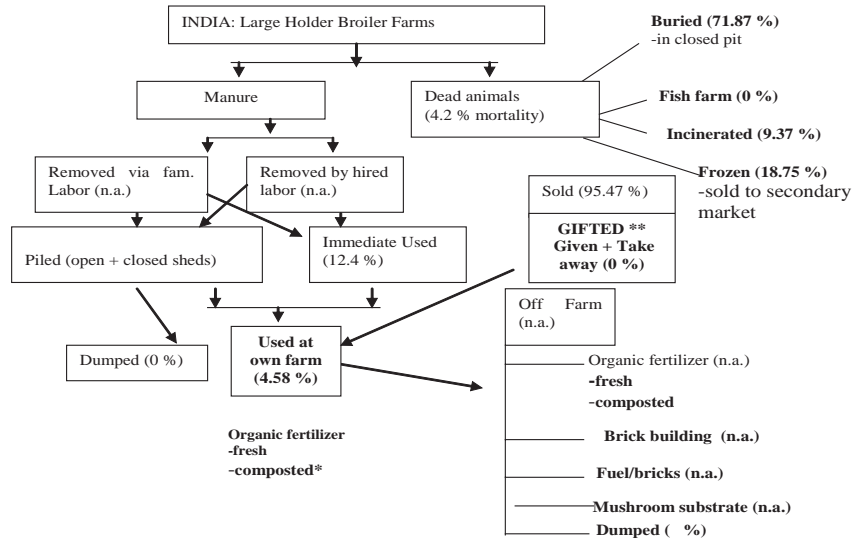 INDIA: Large Holder Broiler Farms
Buried (71.87 %)
-in closed pit
Manure
Dead animals
(4.2 % mortality)
Fish farm (0 %)
Incinerated (9.37 %)
Frozen (18.75 %)
-sold to secondary
market
Removed via fam.
Labor (n.a.)
Removed by hired
labor (n.a.)
Sold (95.47 %)
GIFTED **
Given + Take
away (0 %)
Piled (open + closed sheds)
Immediate Used
(12.4 %)
Off Farm
(n.a.)
Dumped (0 %)
Used at
own farm
(4.58 %)
Organic fertilizer (n.a.)
-fresh
-composted
Organic fertilizer
-fresh
-composted*
Brick building (n.a.)
Fuel/bricks (n.a.)
Mushroom substrate (n.a.)
Dumped ( %)